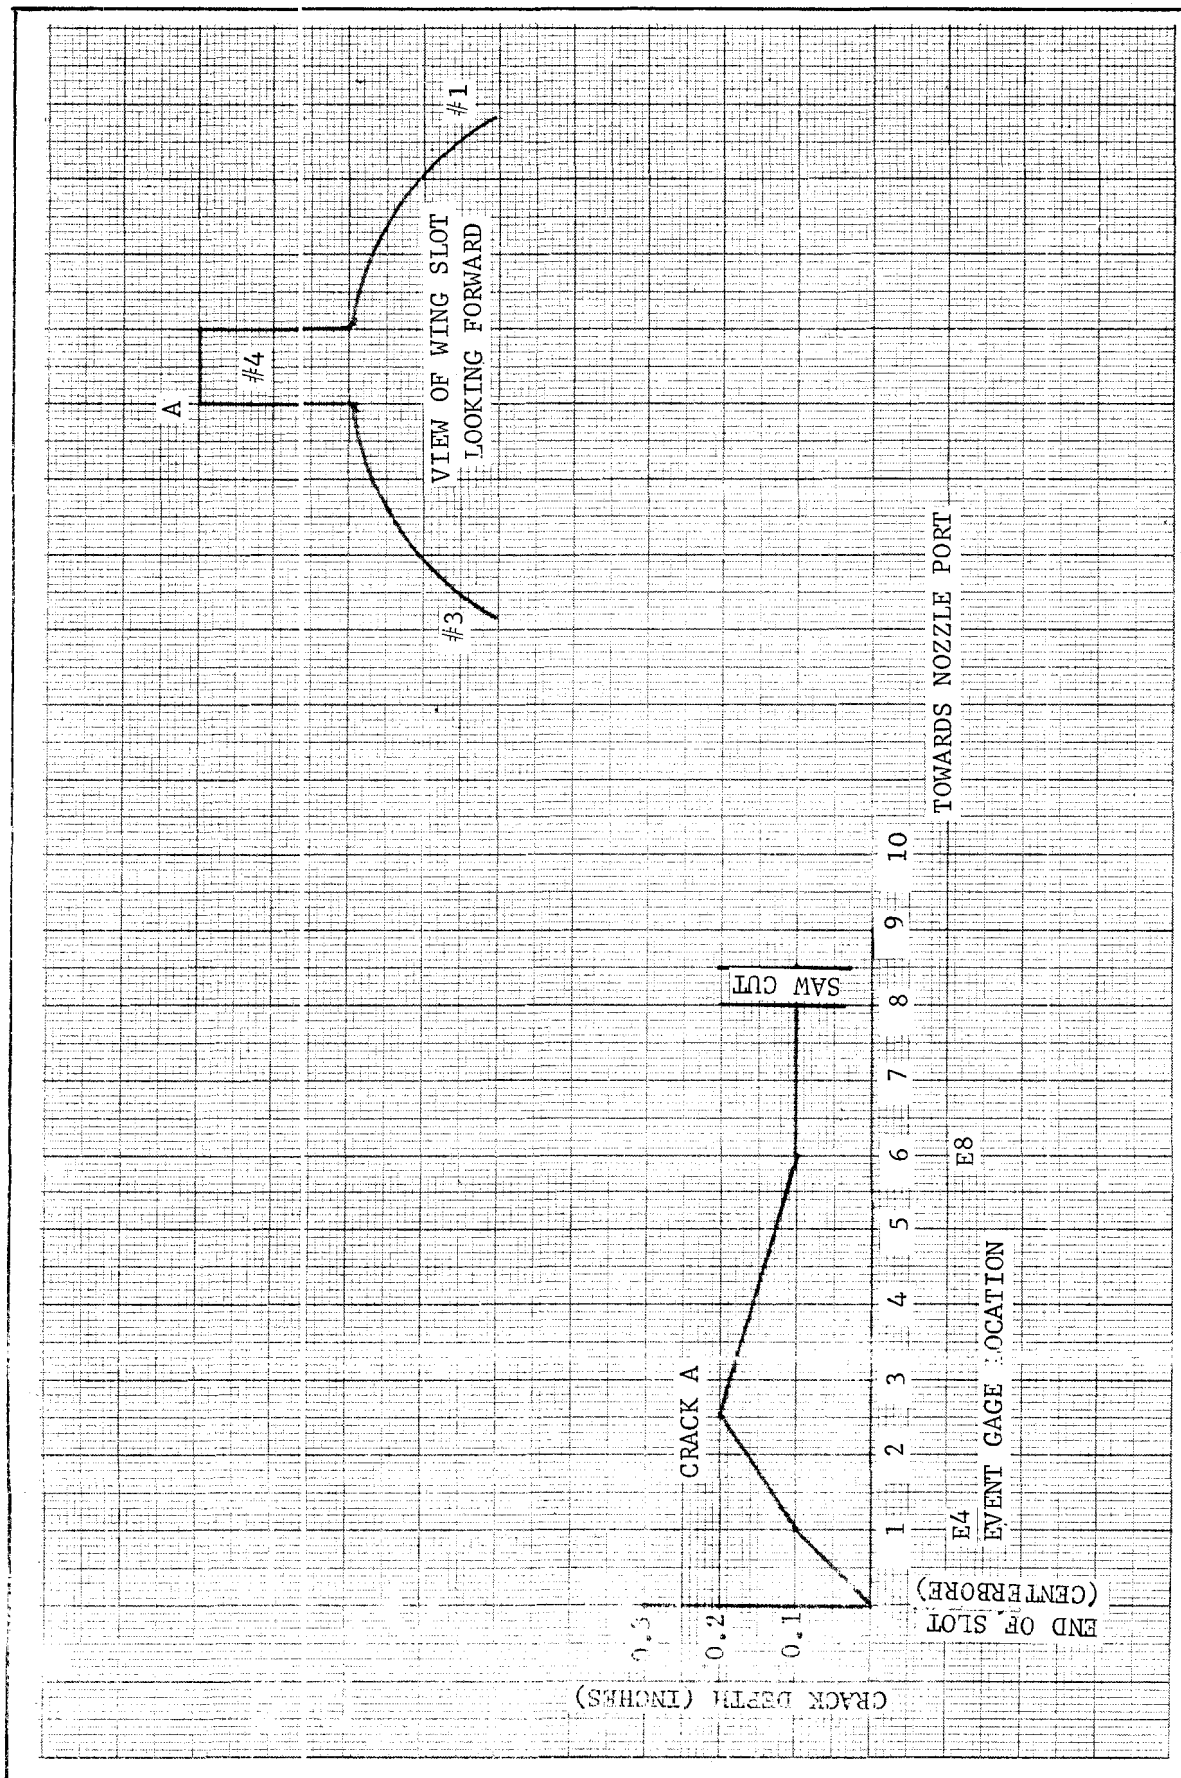 A
#4
#3
#1
VIEW OF WING SLOT
LOOKING FORWARD
CRACK A
SAW CUT
CRACK DEPTH (INCHES)
0.3
0.2
0.1
1 2 3 4 5 6 7 8 9 10
END OF SLOT
(CENTERBORE)
E4 E8
TOWARDS NOZZLE PORT
EVENT GAGE LOCATION